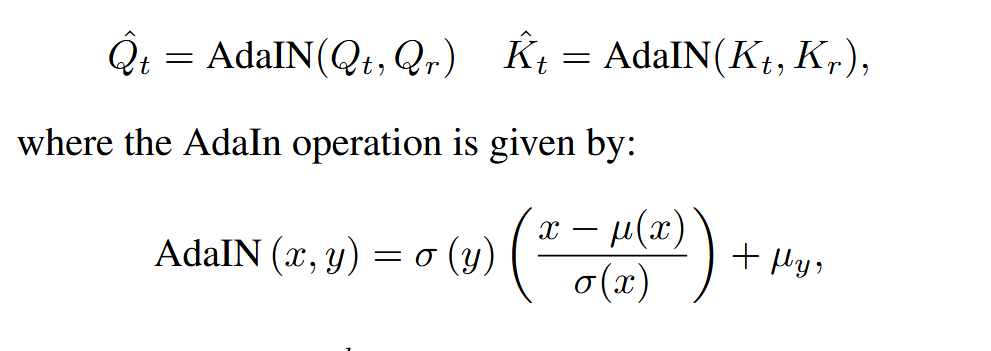 Q̂_t = AdaIN(Q_t, Q_r)    K̂_t = AdaIN(K_t, K_r),
where the AdaIn operation is given by:
AdaIN (x, y) = σ (y) ( (x − μ(x)) / σ(x) ) + μ_y,